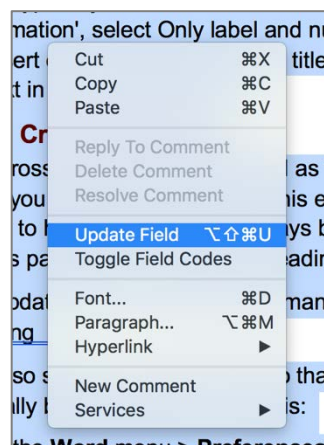 mation', select Only label and nu
ert
title
t in
Cut ⌘X
Copy ⌘C
Paste ⌘V
Cr
Reply To Comment
ross
as
Delete Comment
you
is e
Resolve Comment
to
ys b
Update Field ⌥⇧⌘U
s pa
eadin
Toggle Field Codes
pdat
man
Font... ⌘D
ng
Paragraph... ⌥⌘M
Hyperlink ▶
so s
tha
New Comment
lly
is:
Services ▶
the Word menu > Preferences